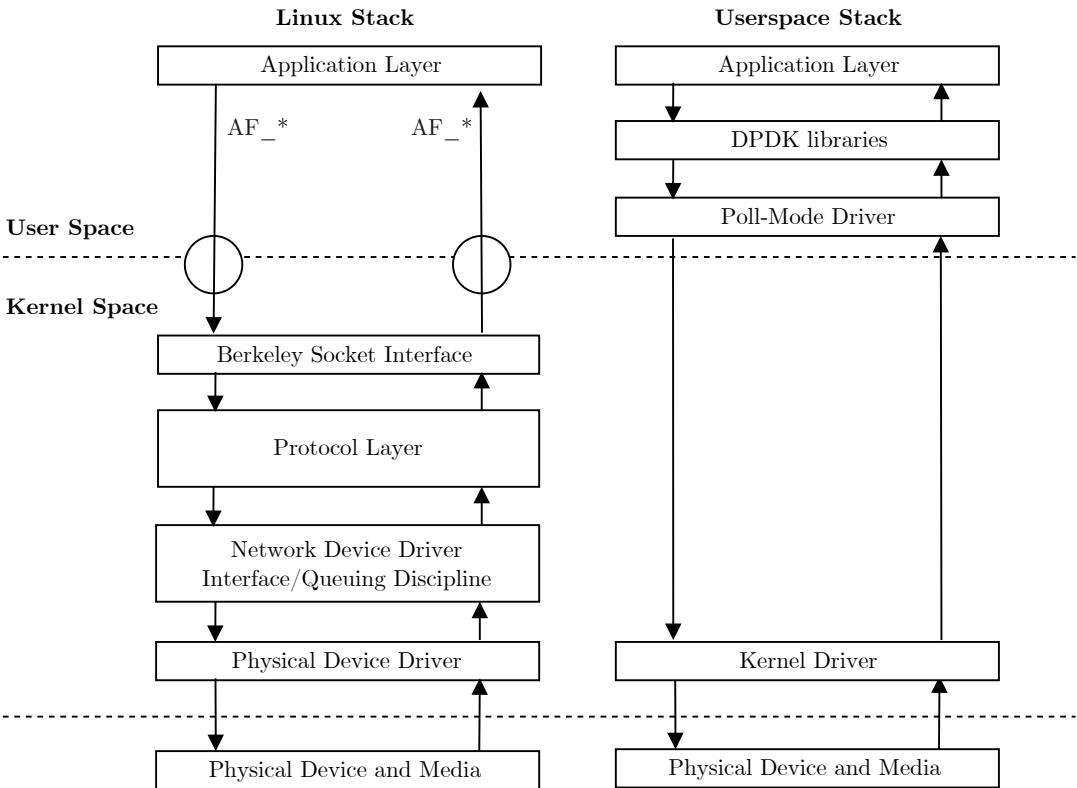 Linux Stack
Userspace Stack
Application Layer
Application Layer
AF_*
AF_*
DPDK libraries
Poll-Mode Driver
User Space
Kernel Space
Berkeley Socket Interface
Protocol Layer
Network Device Driver
Interface/Queuing Discipline
Physical Device Driver
Kernel Driver
Physical Device and Media
Physical Device and Media